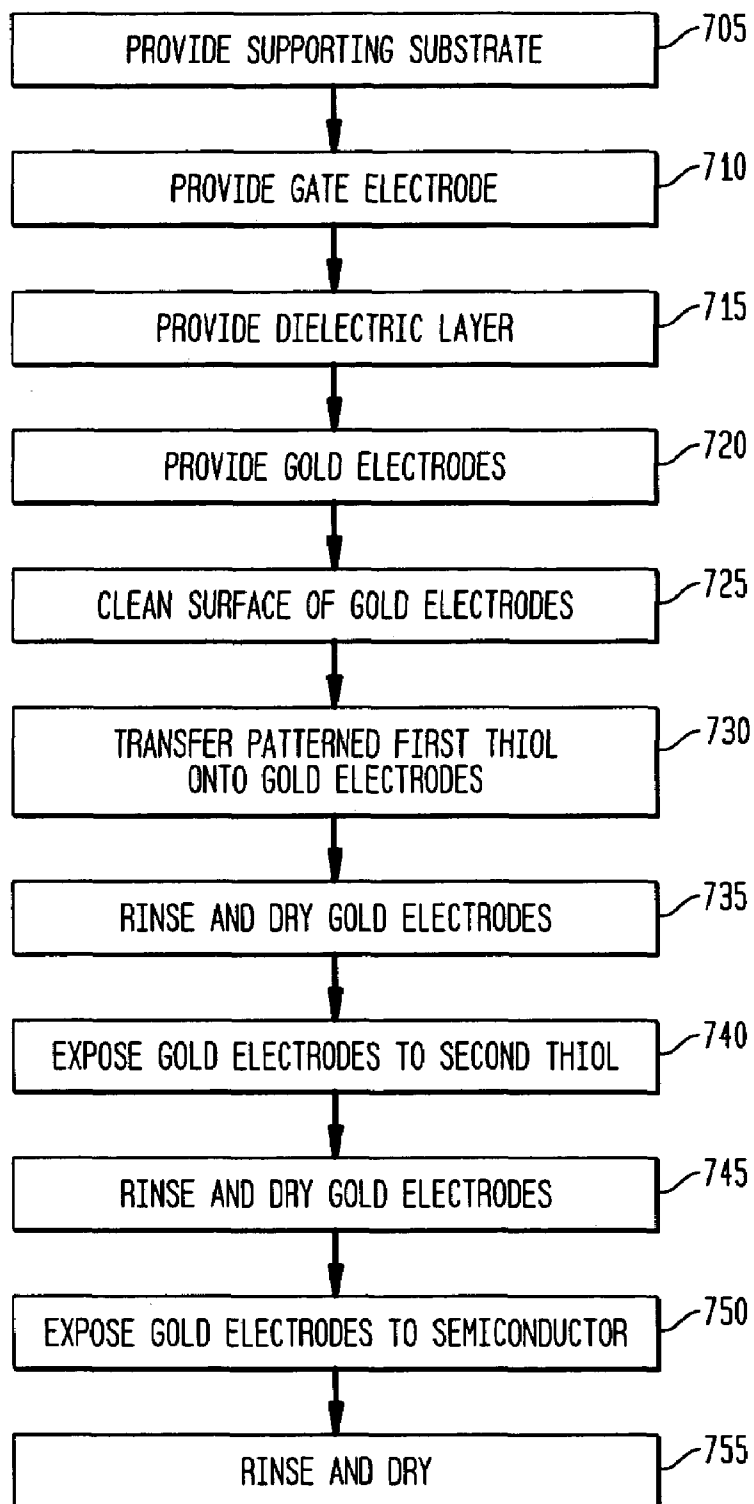 PROVIDE SUPPORTING SUBSTRATE
705
PROVIDE GATE ELECTRODE
710
PROVIDE DIELECTRIC LAYER
715
PROVIDE GOLD ELECTRODES
720
CLEAN SURFACE OF GOLD ELECTRODES
725
TRANSFER PATTERNED FIRST THIOL
ONTO GOLD ELECTRODES
730
RINSE AND DRY GOLD ELECTRODES
735
EXPOSE GOLD ELECTRODES TO SECOND THIOL
740
RINSE AND DRY GOLD ELECTRODES
745
EXPOSE GOLD ELECTRODES TO SEMICONDUCTOR
750
RINSE AND DRY
755